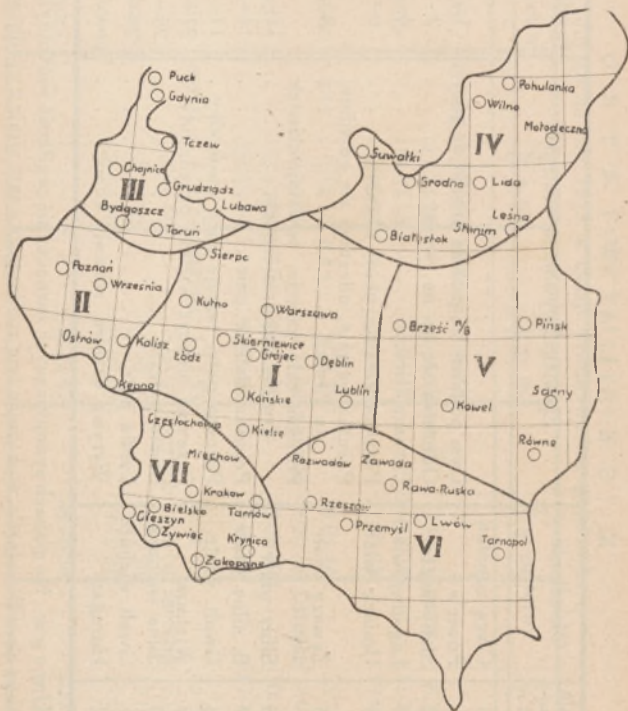 Puck
Gdynia
Pohulanka
Wilno
Tczew
Mołodeczno
IV
Suwałki
Chojnice
III
Grudziądz
Grodno
Lida
Lubawa
Bydgoszcz
Toruń
Białystok
Słonim
Leśna
Sierpc
Poznań
Września
II
Kutno
Warszawa
Brześć n/B
Pińsk
Ostrów
Kalisz
Łódź
Skierniewice
Grójec
Dęblin
I
V
Kępno
Końskie
Lublin
Kowel
Sarny
Częstochowa
Kielce
Rozwadów
Zawada
Równe
Miechów
VII
Kraków
Tarnów
Rawa-Ruska
Bielsko
Cieszyn
Żywiec
Rzeszów
Przemyśl
Lwów
VI
Krynica
Tarnopol
Zakopane